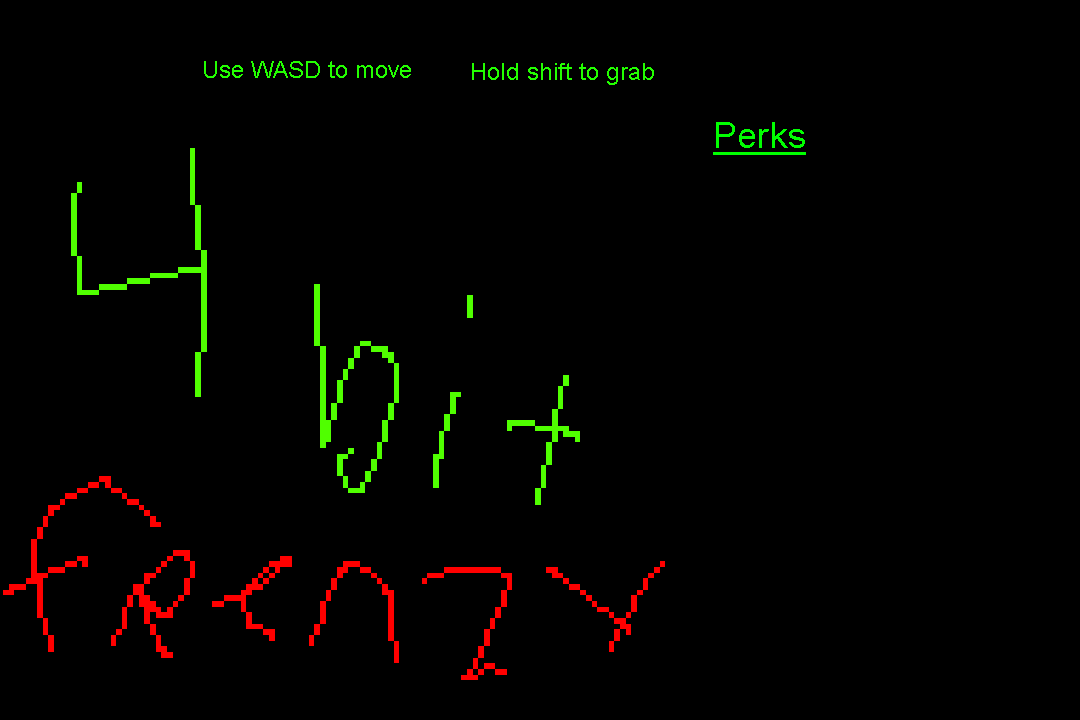 Use WASD to move
Hold shift to grab
Perks
4 bit
frenzy